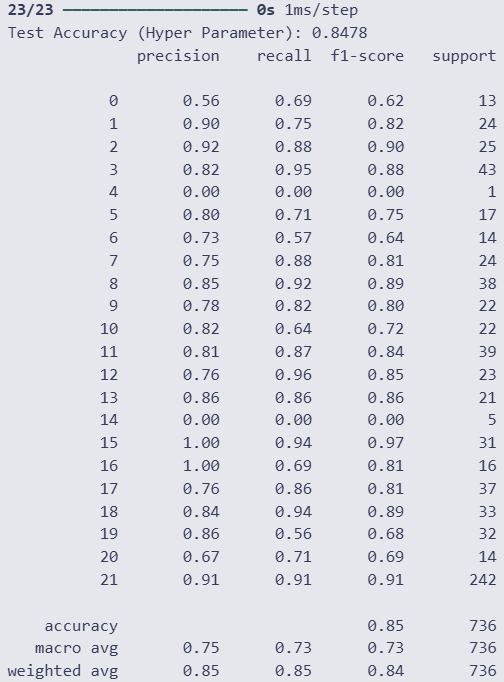 23/23 ━━━━━━━━━━━━━━━━━━━━ 0s 1ms/step
Test Accuracy (Hyper Parameter): 0.8478
precision recall f1-score support
0 0.56 0.69 0.62 13
1 0.90 0.75 0.82 24
2 0.92 0.88 0.90 25
3 0.82 0.95 0.88 43
4 0.00 0.00 0.00 1
5 0.80 0.71 0.75 17
6 0.73 0.57 0.64 14
7 0.75 0.88 0.81 24
8 0.85 0.92 0.89 38
9 0.78 0.82 0.80 22
10 0.82 0.64 0.72 22
11 0.81 0.87 0.84 39
12 0.76 0.96 0.85 23
13 0.86 0.86 0.86 21
14 0.00 0.00 0.00 5
15 1.00 0.94 0.97 31
16 1.00 0.69 0.81 16
17 0.76 0.86 0.81 37
18 0.84 0.94 0.89 33
19 0.86 0.56 0.68 32
20 0.67 0.71 0.69 14
21 0.91 0.91 0.91 242
accuracy 0.85 736
macro avg 0.75 0.73 0.73 736
weighted avg 0.85 0.85 0.84 736